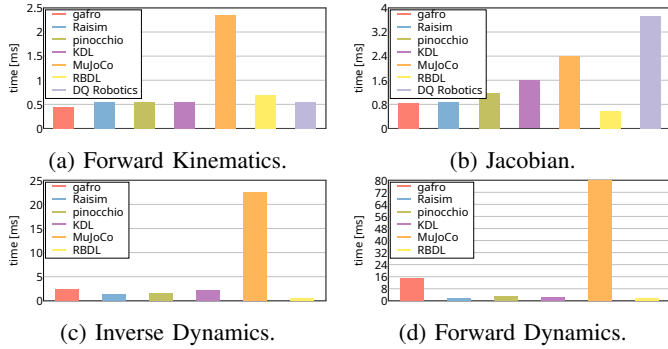 2.5
2
1.5
1
0.5
0
time [ms]
gafro
Raisim
pinocchio
KDL
MuJoCo
RBDL
DQ Robotics
(a) Forward Kinematics.
4
3.2
2.4
1.6
0.8
0
time [ms]
gafro
Raisim
pinocchio
KDL
MuJoCo
RBDL
DQ Robotics
(b) Jacobian.
25
20
15
10
5
0
time [ms]
gafro
Raisim
pinocchio
KDL
MuJoCo
RBDL
(c) Inverse Dynamics.
80
72
64
56
48
40
32
24
16
8
0
time [ms]
gafro
Raisim
pinocchio
KDL
MuJoCo
RBDL
(d) Forward Dynamics.